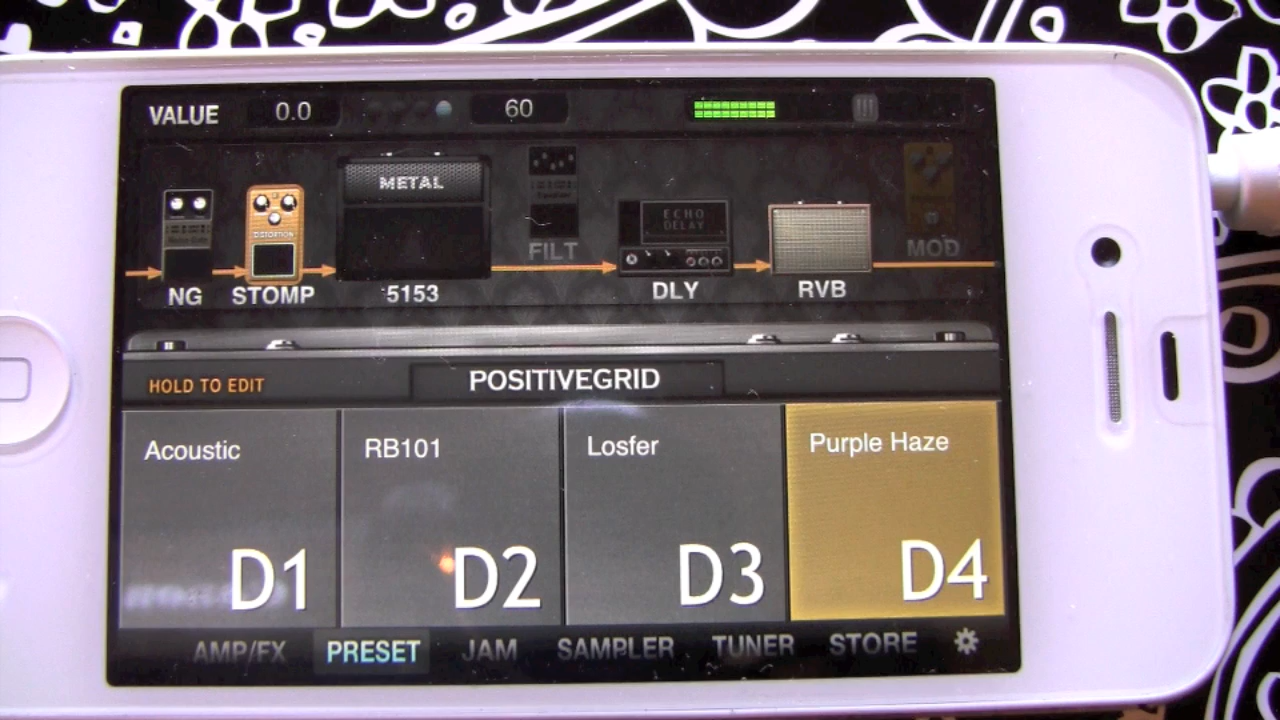 VALUE 0.0 60
METAL
ECHO
DELAY
DISTORTION
FILT
MOD
NG STOMP 5153 DLY RVB
HOLD TO EDIT POSITIVEGRID
Acoustic RB101 Losfer Purple Haze
D1 D2 D3 D4
AMP/FX PRESET JAM SAMPLER TUNER STORE